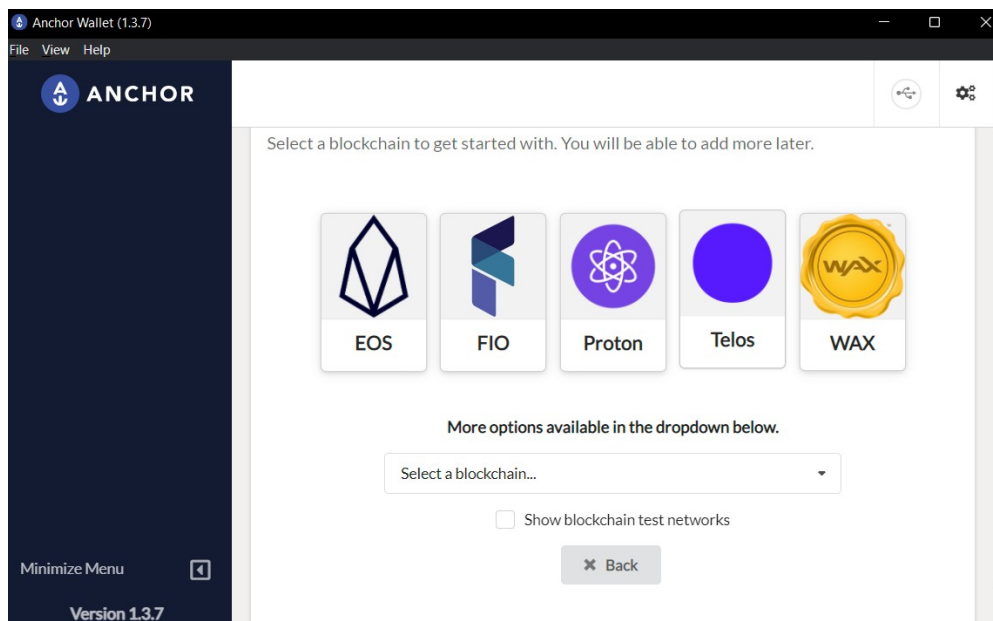 Anchor Wallet (1.3.7)
File View Help
ANCHOR
Select a blockchain to get started with. You will be able to add more later.
WAX
EOS FIO Proton Telos WAX
More options available in the dropdown below.
Select a blockchain...
Show blockchain test networks
Back
Minimize Menu
Version 1.3.7